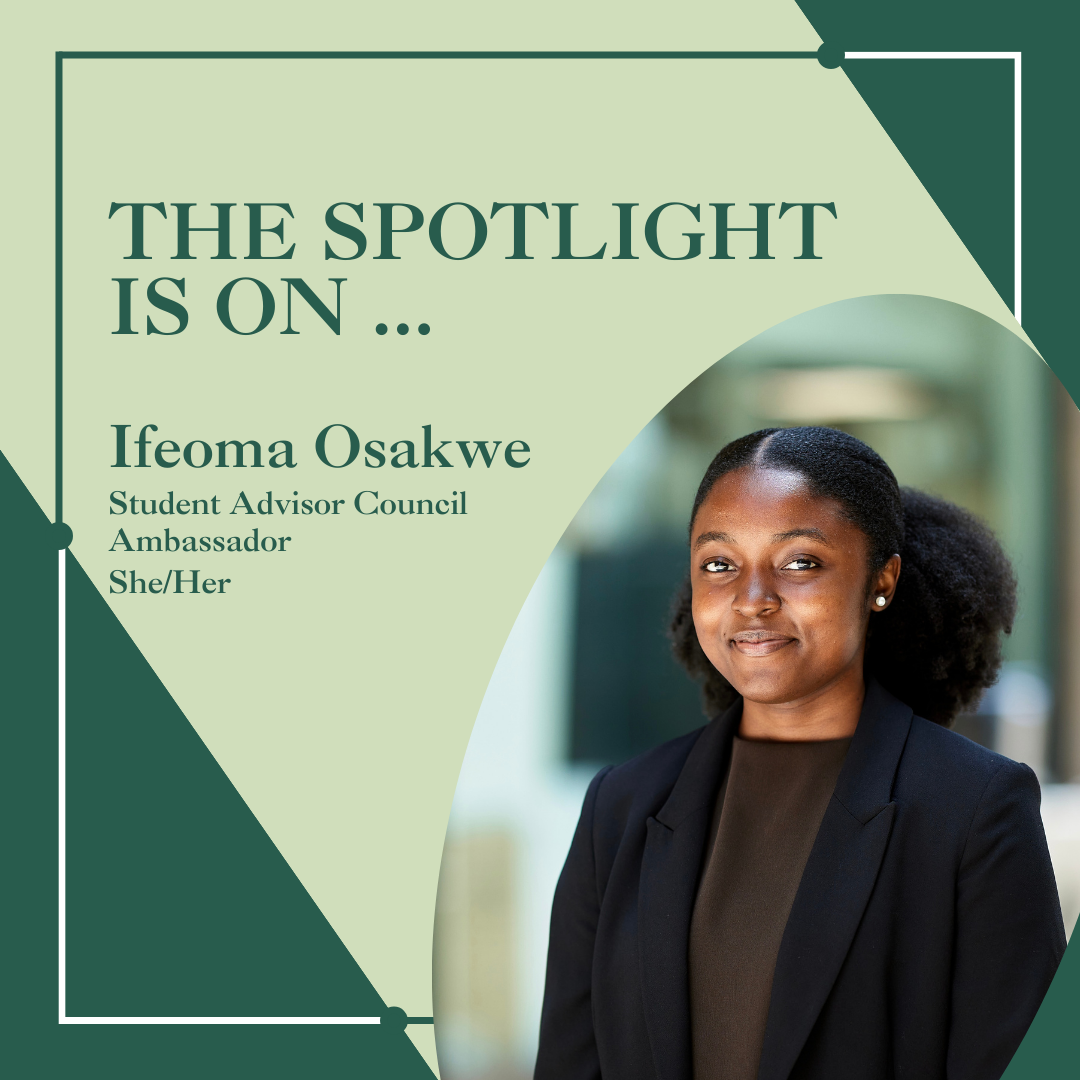 THE SPOTLIGHT
IS ON ...
Ifeoma Osakwe
Student Advisor Council
Ambassador
She/Her